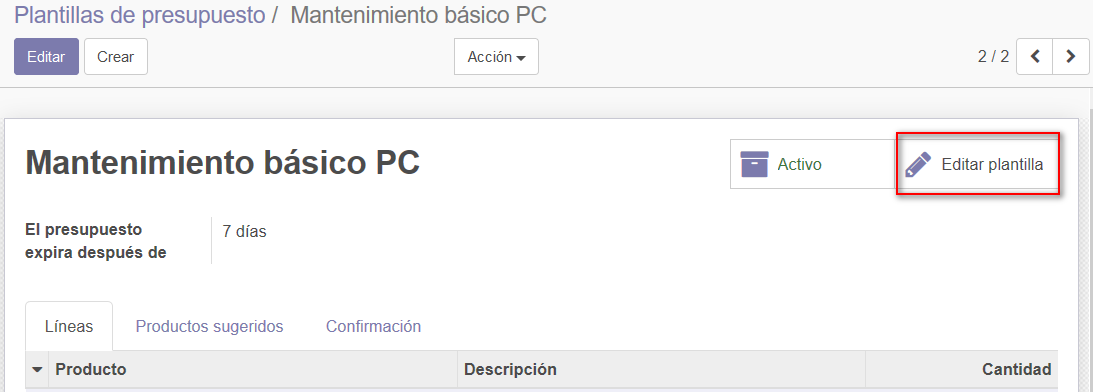 Plantillas de presupuesto / Mantenimiento básico PC
Editar Crear Acción 2 / 2
Mantenimiento básico PC
Activo Editar plantilla
El presupuesto 7 días
expira después de
Líneas Productos sugeridos Confirmación
Producto Descripción Cantidad